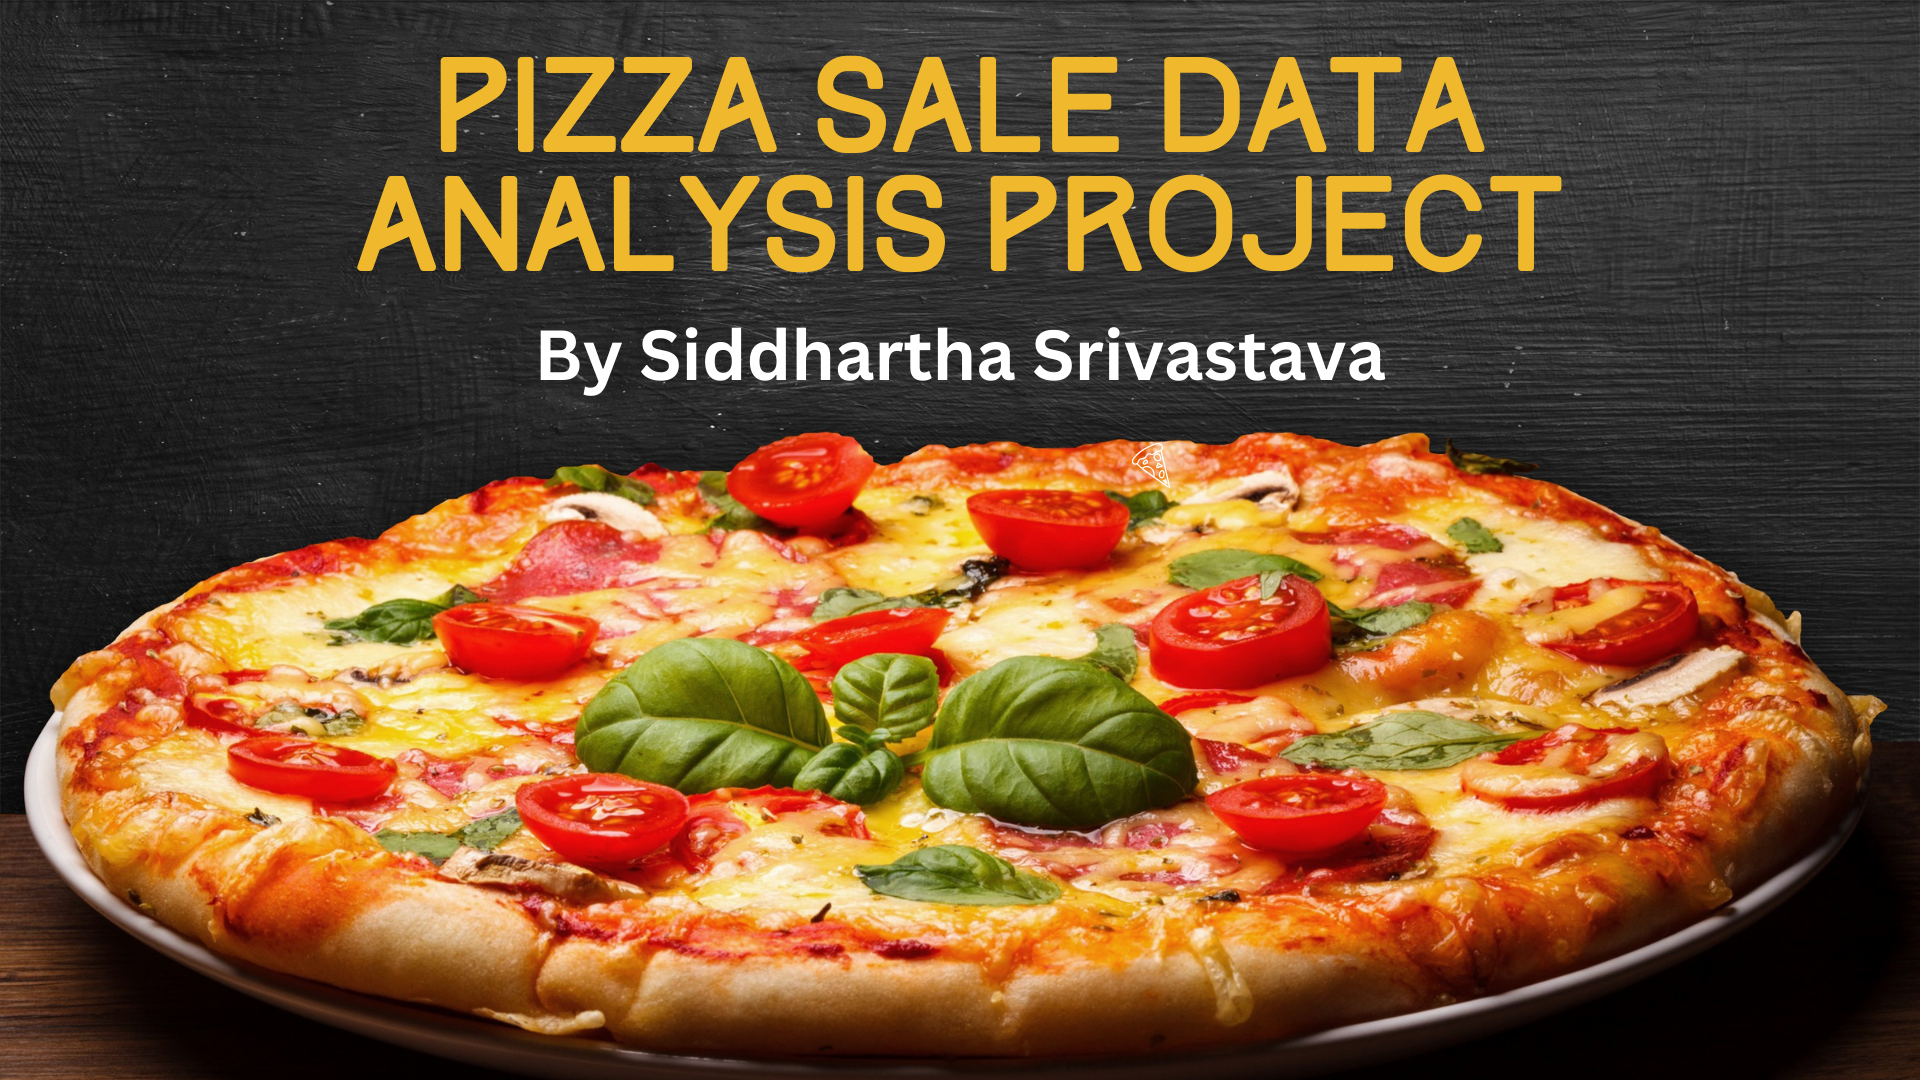 PIZZA SALE DATA
ANALYSIS PROJECT
By Siddhartha Srivastava